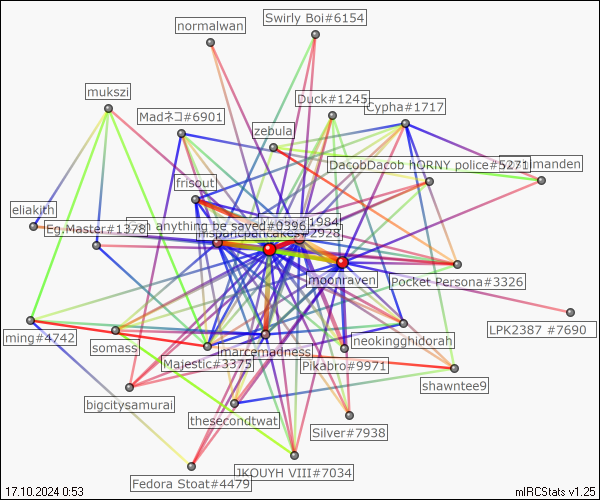 Swirly Boi#6154
normalwan
mukszi
Duck#1245
Cypha#1717
Madネコ#6901
zebula
DacobDacob hORNY police#5271
manden
frisout
eliakith
1984
anything be saved#0396
Eg.Master#1378
hispanicpancakes#2928
moonraven
Pocket Persona#3326
LPK2387 #7690
ming#4742
somass
neokingghidorah
marcemadness
Majestic#3375
Pikabro#9971
shawntee9
bigcitysamurai
thesecondtwat
Silver#7938
JKOUYH VIII#7034
Fedora Stoat#4479
17.10.2024 0:53
mIRCStats v1.25